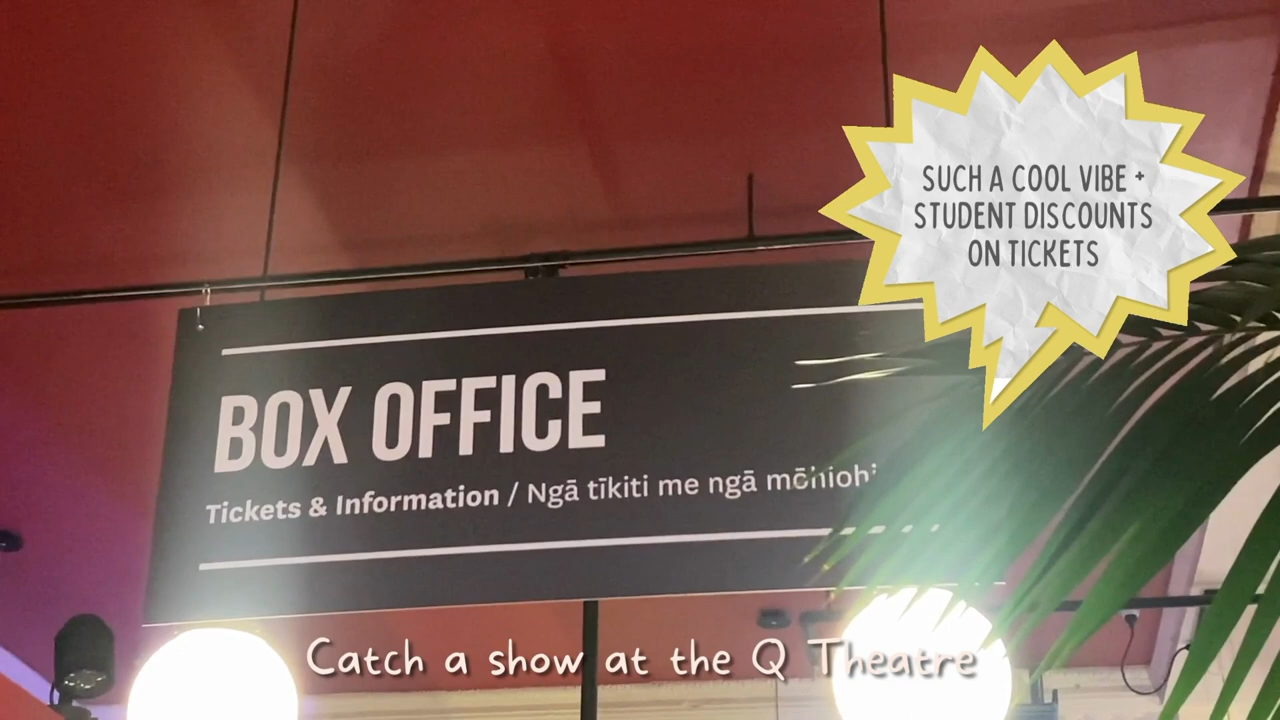 SUCH A COOL VIBE +
STUDENT DISCOUNTS
ON TICKETS
BOX OFFICE
Tickets & Information / Ngā tīkiti me ngā
Catch a show at the Q Theatre